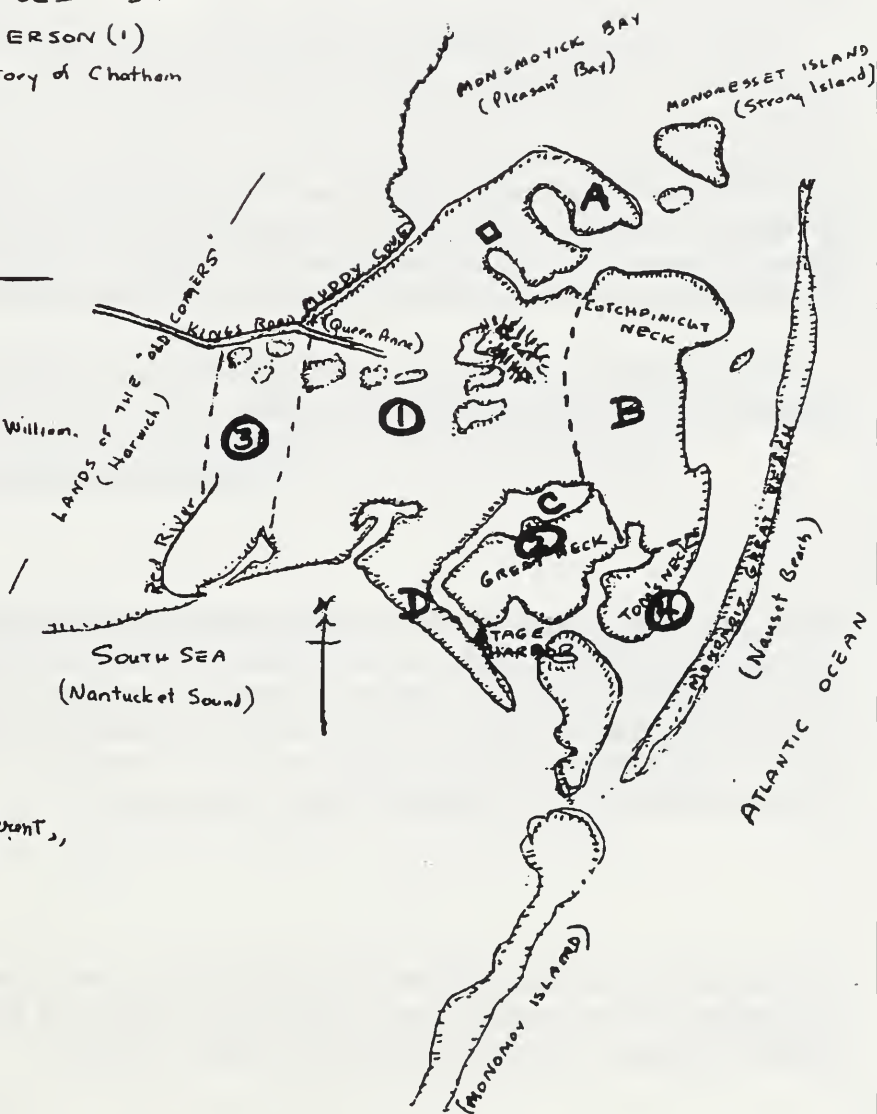 ERSON (1)
tory of Chatham
MONOMOYICK BAY
(Pleasant Bay)
MONOMESSET ISLAND
(Strong Island)
A
LANDS OF THE "OLD COMERS"
(Harwich)
KINGS ROAD
(Queen Anne)
MUDDY
COTCHPINICUT
NECK
William.
3
1
B
Red River
C
2
GREAT NECK
TOMS NECK
4
D
STAGE
HARBOR
GREAT BEACH
(Nauset Beach)
N
SOUTH SEA
(Nantucket Sound)
ATLANTIC OCEAN
(MONOMOY ISLAND)